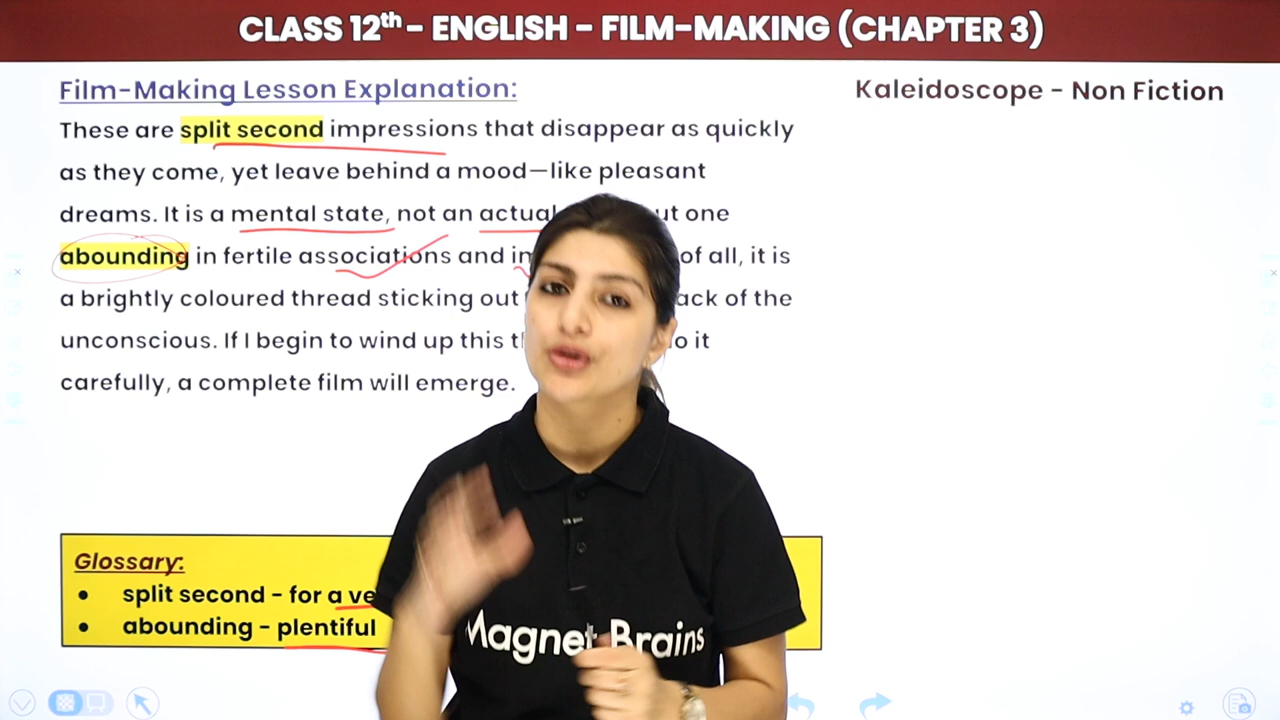 CLASS 12th - ENGLISH - FILM-MAKING (CHAPTER 3)
Film-Making Lesson Explanation:
Kaleidoscope - Non Fiction
These are split second impressions that disappear as quickly
as they come, yet leave behind a mood—like pleasant
dreams. It is a mental state, not an actual one
abounding in fertile associations and of all, it is
a brightly coloured thread sticking out of the
unconscious. If I begin to wind up this it
carefully, a complete film will emerge.
Glossary:
● split second - for a
● abounding - plentiful
Magnet Brains